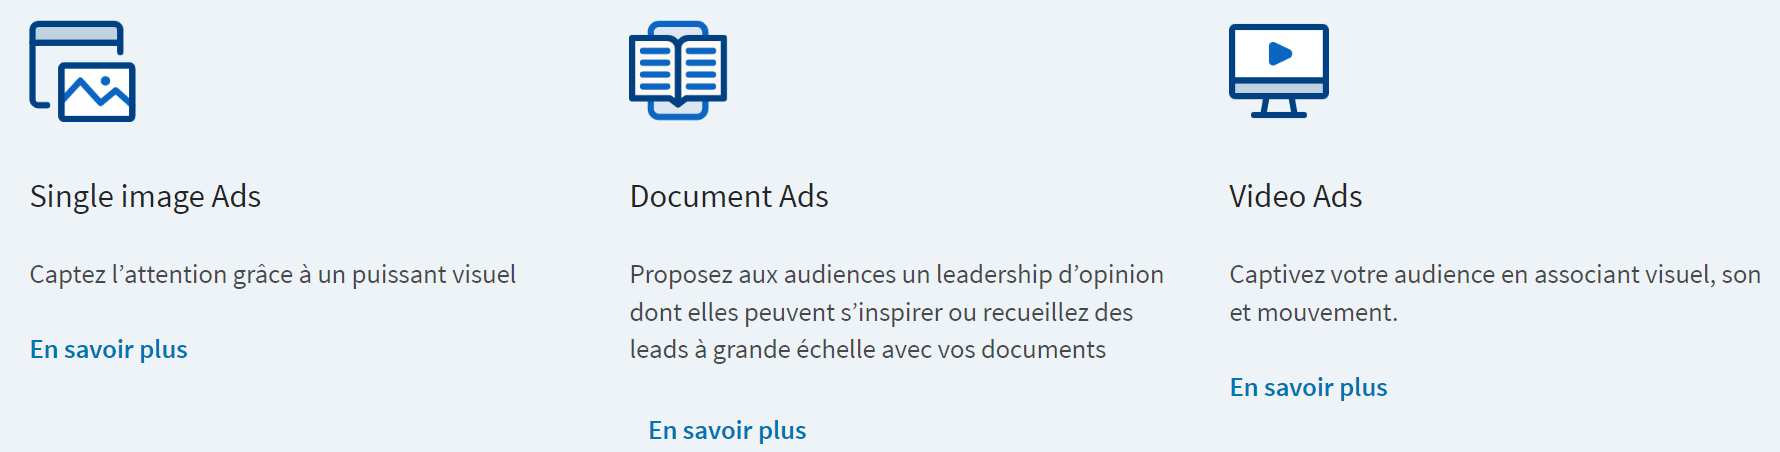 Single image Ads
Captez l’attention grâce à un puissant visuel
En savoir plus
Document Ads
Proposez aux audiences un leadership d’opinion
dont elles peuvent s’inspirer ou recueillez des
leads à grande échelle avec vos documents
En savoir plus
Video Ads
Captivez votre audience en associant visuel, son
et mouvement.
En savoir plus